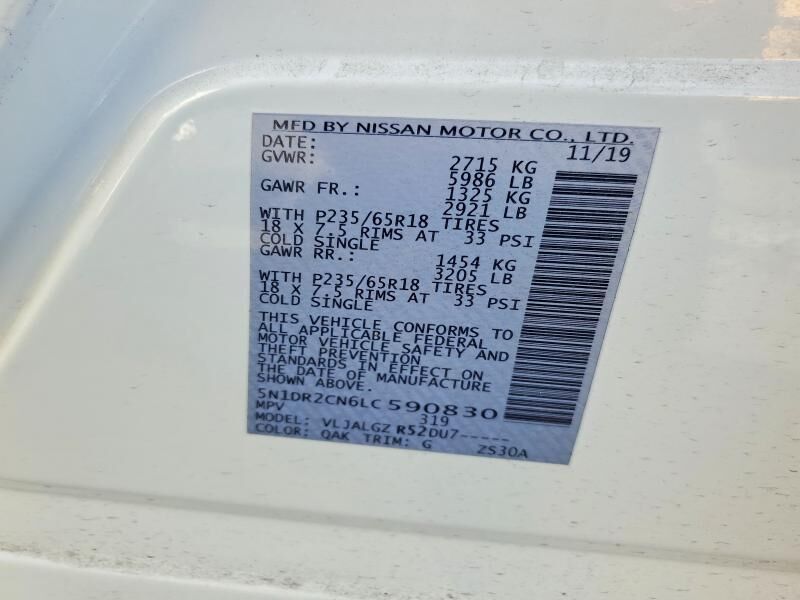 MFD BY NISSAN MOTOR CO., LTD.
DATE: 11/19
GVWR: 2715 KG
5986 LB
GAWR FR.: 1325 KG
2921 LB
WITH P235/65R18 TIRES
18 X 7.5 RIMS AT 33 PSI
COLD SINGLE
GAWR RR.: 1454 KG
3205 LB
WITH P235/65R18 TIRES
18 X 7.5 RIMS AT 33 PSI
COLD SINGLE
THIS VEHICLE CONFORMS TO
ALL APPLICABLE FEDERAL
MOTOR VEHICLE SAFETY AND
THEFT PREVENTION
STANDARDS IN EFFECT ON
THE DATE OF MANUFACTURE
SHOWN ABOVE.
5N1DR2CN6LC 590830
MPV 319
MODEL: VLJALGZ R52DU7-----
COLOR: QAK TRIM: G ZS30A